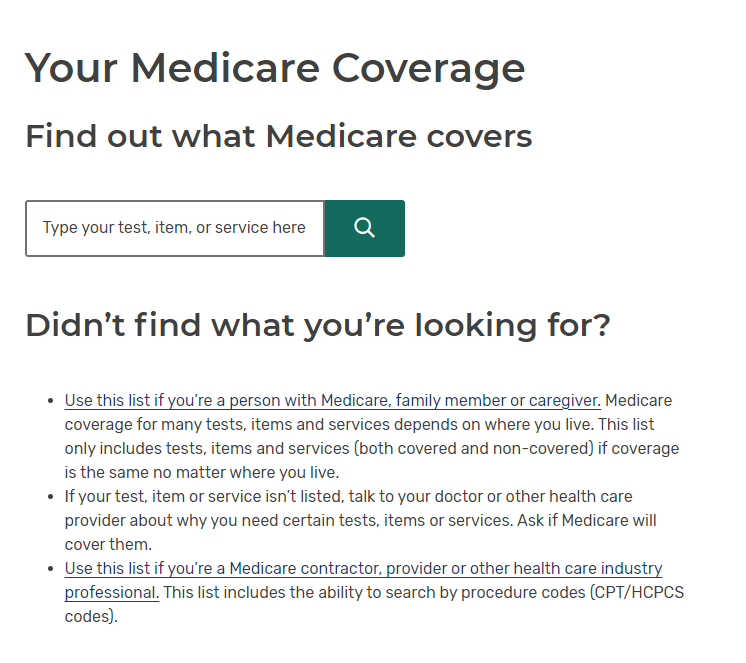 Your Medicare Coverage
Find out what Medicare covers
Type your test, item, or service here
Didn’t find what you’re looking for?
• Use this list if you’re a person with Medicare, family member or caregiver. Medicare
coverage for many tests, items and services depends on where you live. This list
only includes tests, items and services (both covered and non-covered) if coverage
is the same no matter where you live.
• If your test, item or service isn’t listed, talk to your doctor or other health care
provider about why you need certain tests, items or services. Ask if Medicare will
cover them.
• Use this list if you’re a Medicare contractor, provider or other health care industry
professional. This list includes the ability to search by procedure codes (CPT/HCPCS
codes).